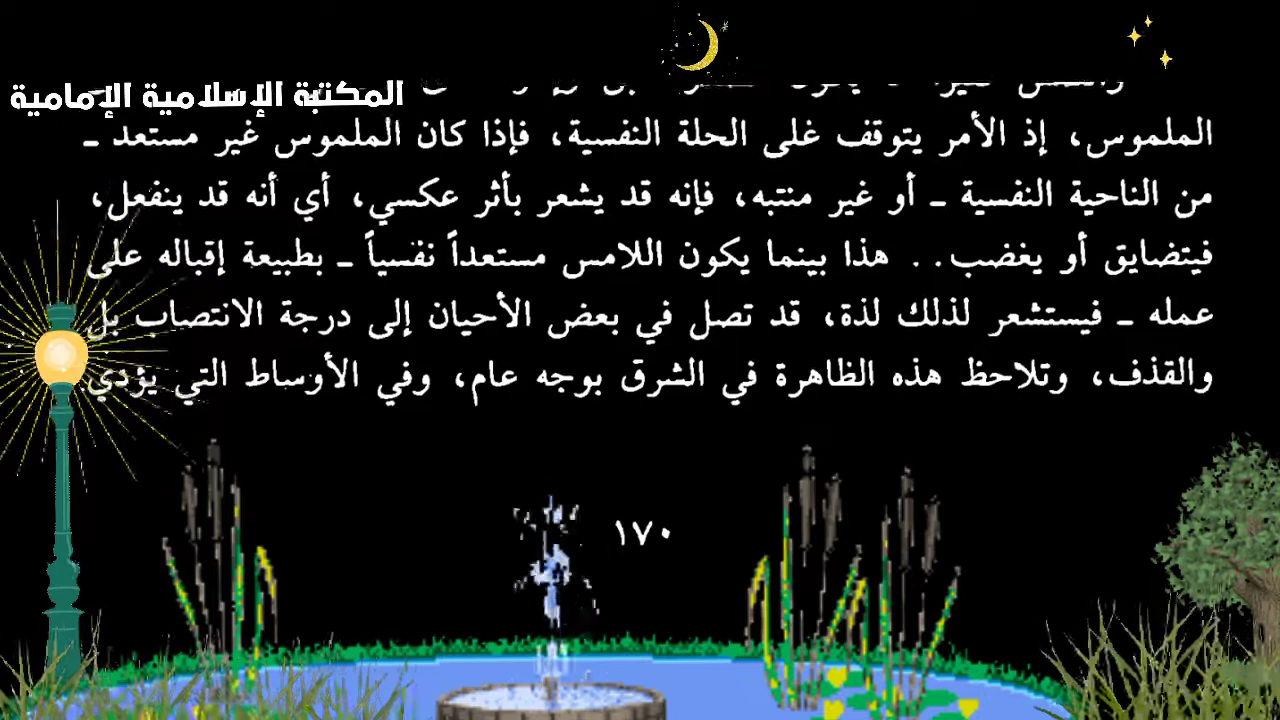 المكتبة الإسلامية الإمامية
الملموس، إذ الأمر يتوقف غلى الحلة النفسية، فإذا كان الملموس غير مستعد ـ
من الناحية النفسية ـ أو غير منتبه، فإنه قد يشعر بأثر عكسي، أي أنه قد ينفعل،
فيتضايق أو يغضب.. هذا بينما يكون اللامس مستعداً نفسياً ـ بطبيعة إقباله على
عمله ـ فيستشعر لذلك لذة، قد تصل في بعض الأحيان إلى درجة الانتصاب بل
والقذف، وتلاحظ هذه الظاهرة في الشرق بوجه عام، وفي الأوساط التي يؤدي
١٧٠